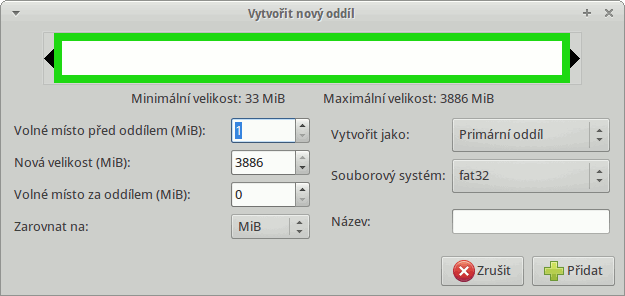 Vytvořit nový oddíl
Minimální velikost: 33 MiB Maximální velikost: 3886 MiB
Volné místo před oddílem (MiB): 1
Nová velikost (MiB): 3886
Volné místo za oddílem (MiB): 0
Zarovnat na: MiB
Vytvořit jako: Primární oddíl
Souborový systém: fat32
Název:
Zrušit Přidat